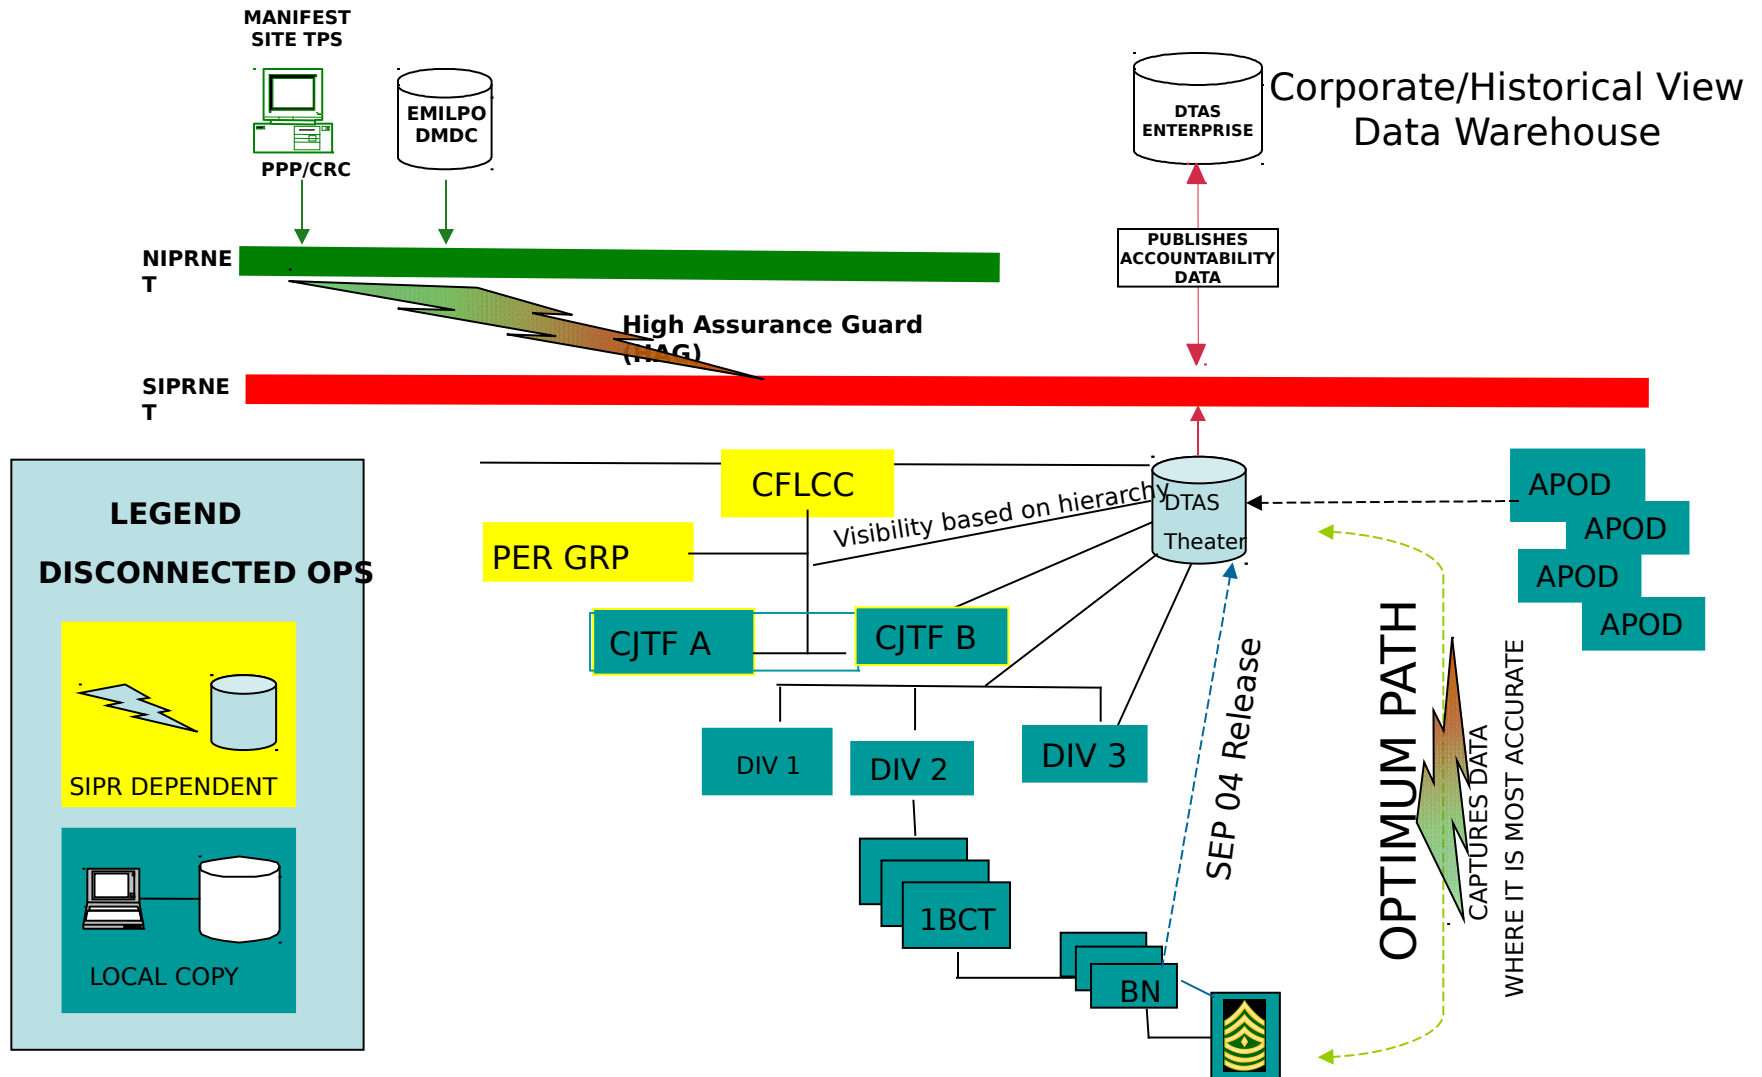 MANIFEST
SITE TPS
PPP/CRC
EMILPO
DMDC
DTAS
ENTERPRISE
Corporate/Historical View
Data Warehouse
PUBLISHES
ACCOUNTABILITY
DATA
NIPRNE
T
High Assurance Guard
(HAG)
SIPRNE
T
LEGEND
DISCONNECTED OPS
SIPR DEPENDENT
LOCAL COPY
CFLCC
PER GRP
Visibility based on hierarchy
DTAS
Theater
APOD
APOD
APOD
APOD
CJTF A
CJTF B
DIV 1
DIV 2
DIV 3
1BCT
BN
SEP 04 Release
OPTIMUM PATH
CAPTURES DATA
WHERE IT IS MOST ACCURATE